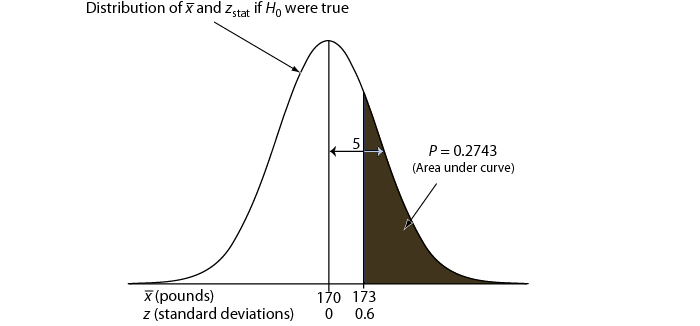 Distribution of x̅ and zstat if H0 were true
5
P = 0.2743
(Area under curve)
x̅ (pounds) 170 173
z (standard deviations) 0 0.6